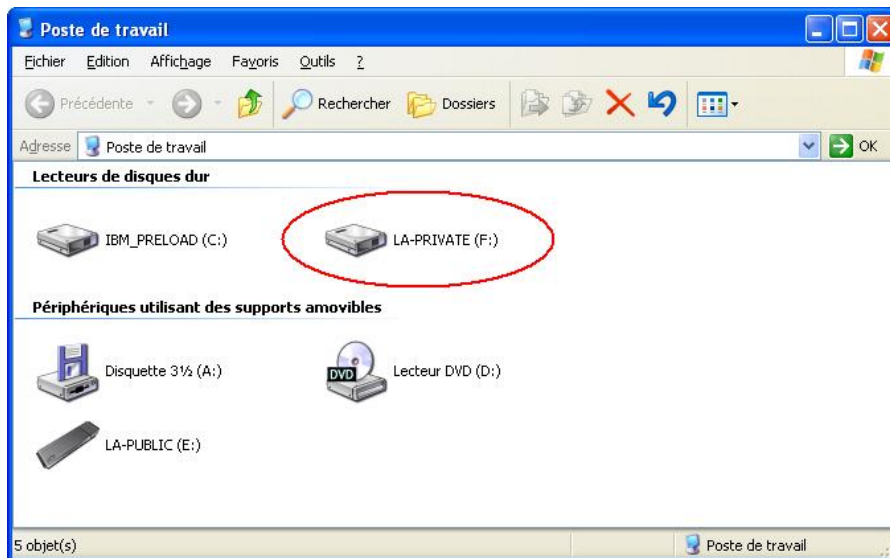 Poste de travail
Fichier Edition Affichage Favoris Outils ?
Précédente Rechercher Dossiers
Adresse Poste de travail OK
Lecteurs de disques dur
IBM_PRELOAD (C:) LA-PRIVATE (F:)
Périphériques utilisant des supports amovibles
Disquette 3½ (A:) DVD Lecteur DVD (D:)
LA-PUBLIC (E:)
5 objet(s) Poste de travail